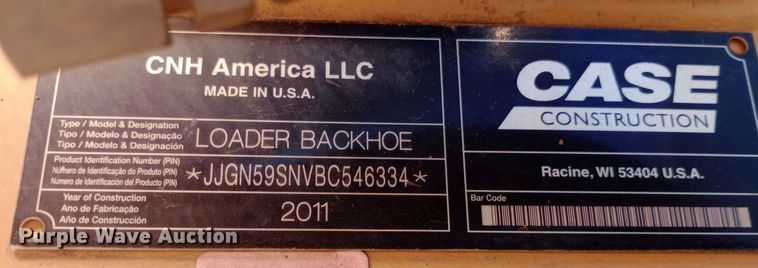 CNH America LLC
MADE IN U.S.A.
Type / Model & Designation
Tipo / Modelo & Designação
Tipo / Modelo & Designación
LOADER BACKHOE
Product Identification Number (PIN)
Número de Identificação do Produto (PIN)
Número de Identificación del Producto (PIN)
*JJGN59SNVBC546334*
Year of Construction
Ano de Fabricação
Año de Construcción
2011
CASE
CONSTRUCTION
Racine, WI 53404 U.S.A.
Bar Code
Purple Wave Auction